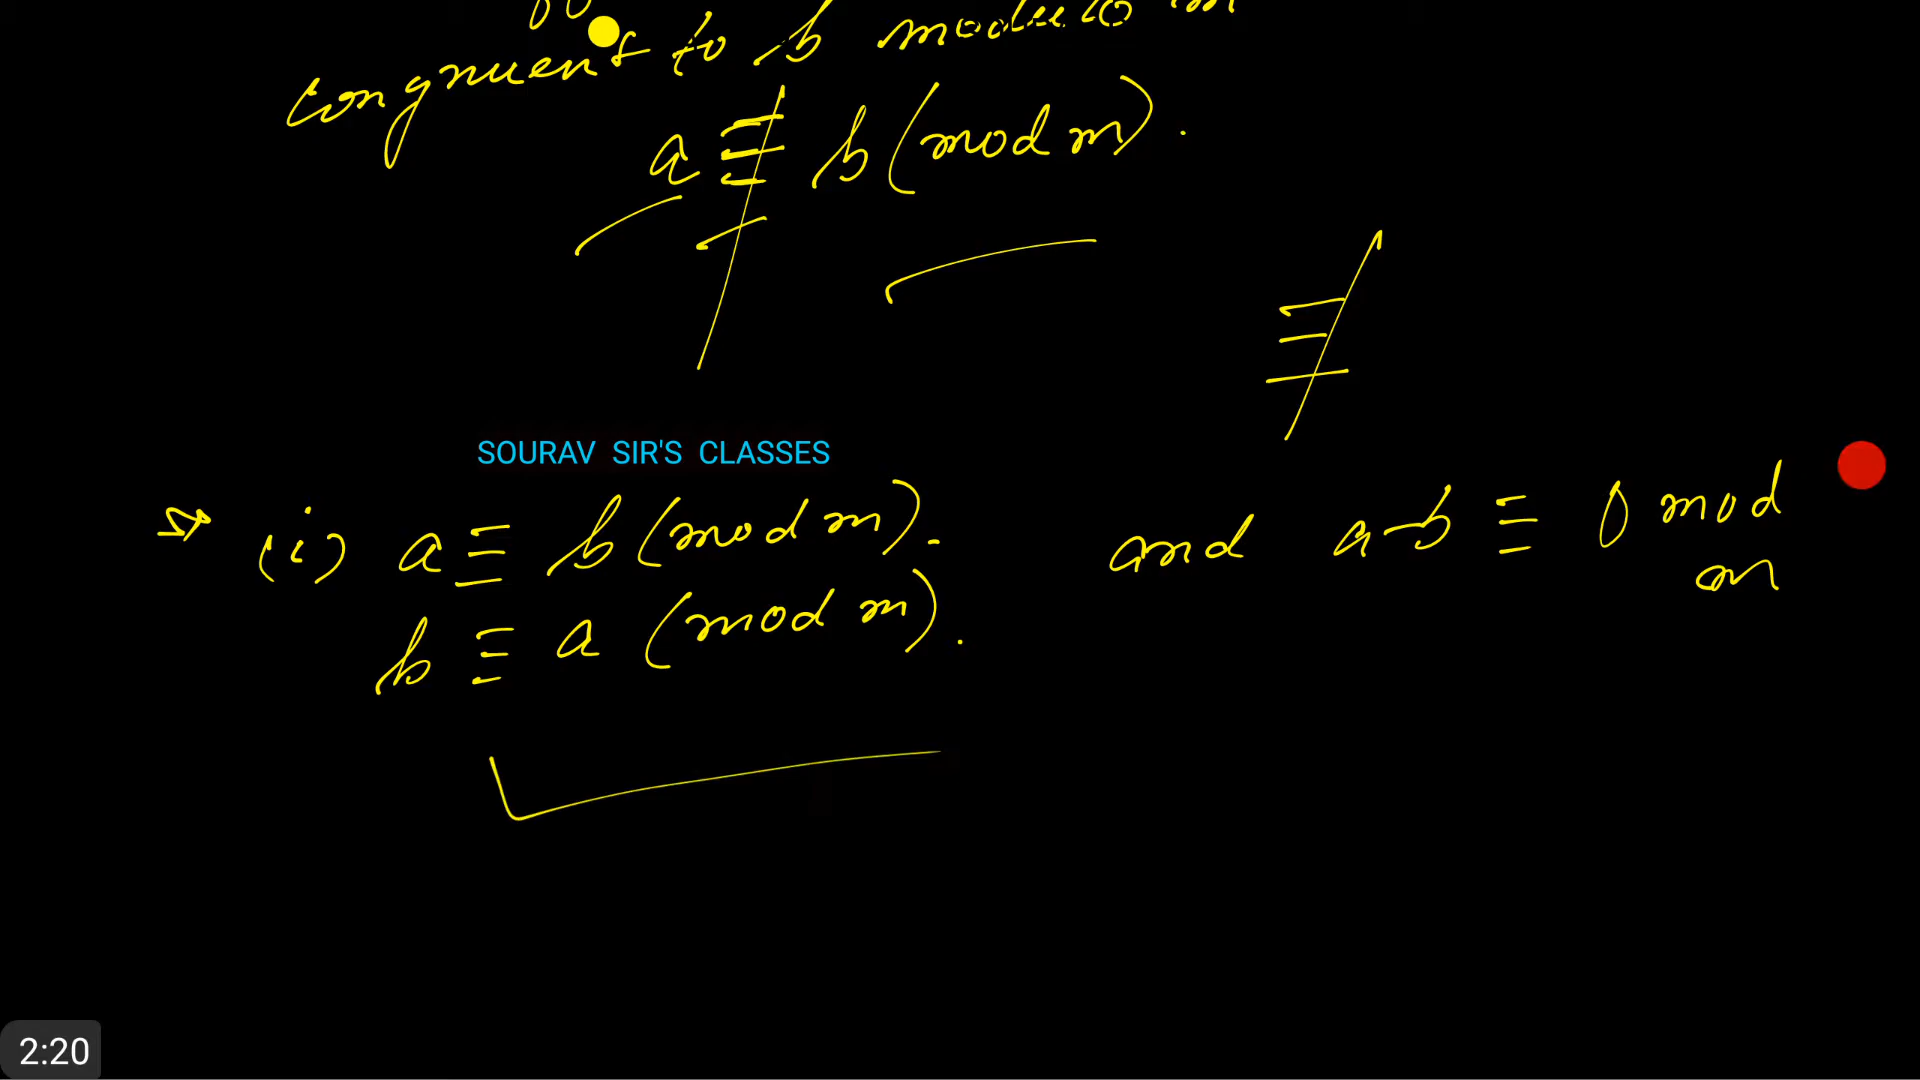 congruent to b modulo m
a ≢ b (mod m).
≢
SOURAV SIR'S CLASSES
⇒ (i) a ≡ b (mod m). and a-b ≡ 0 mod m
b ≡ a (mod m).
2:20